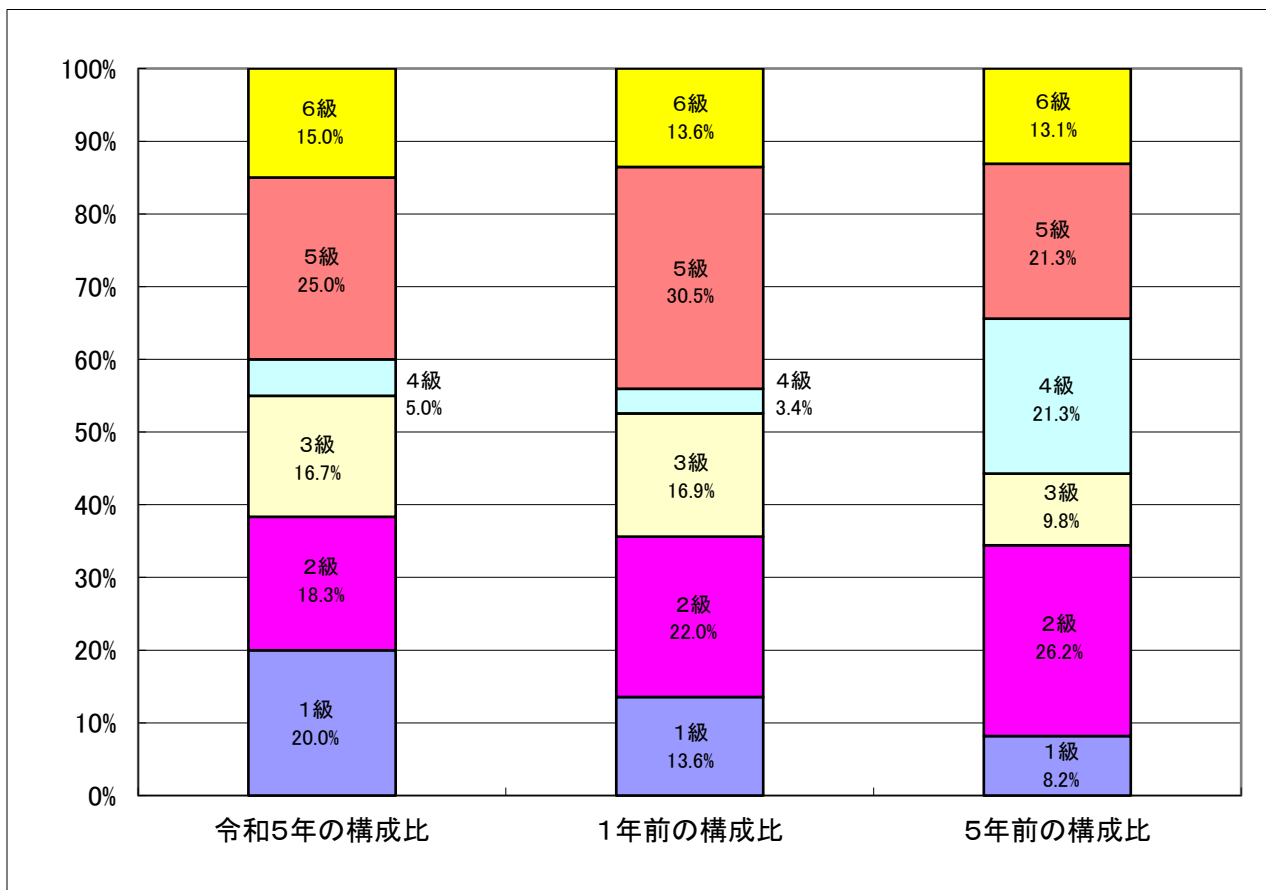 100%
90%
80%
70%
60%
50%
40%
30%
20%
10%
0%
６級
15.0%
５級
25.0%
４級
5.0%
３級
16.7%
２級
18.3%
１級
20.0%
６級
13.6%
５級
30.5%
４級
3.4%
３級
16.9%
２級
22.0%
１級
13.6%
６級
13.1%
５級
21.3%
４級
21.3%
３級
9.8%
２級
26.2%
１級
8.2%
令和５年の構成比
１年前の構成比
５年前の構成比